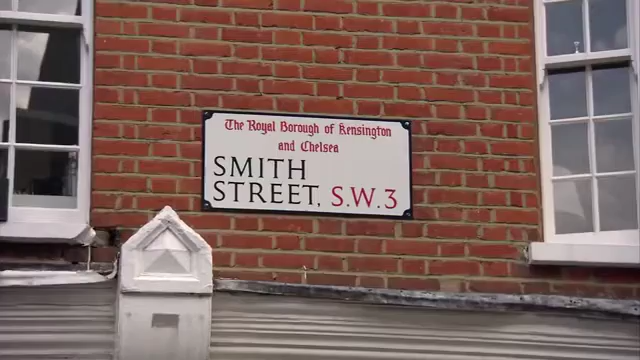 The Royal Borough of Kensington
and Chelsea
SMITH
STREET, S.W.3